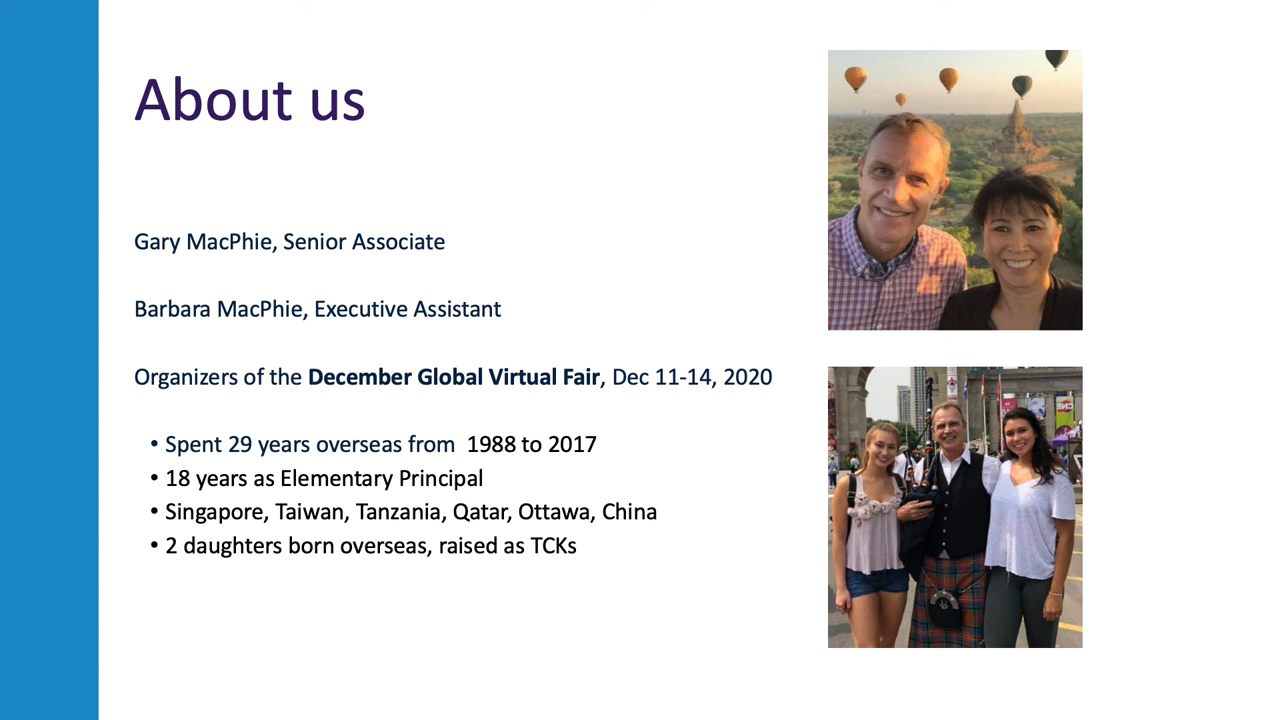 About us
Gary MacPhie, Senior Associate
Barbara MacPhie, Executive Assistant
Organizers of the December Global Virtual Fair, Dec 11-14, 2020
• Spent 29 years overseas from  1988 to 2017
• 18 years as Elementary Principal
• Singapore, Taiwan, Tanzania, Qatar, Ottawa, China
• 2 daughters born overseas, raised as TCKs